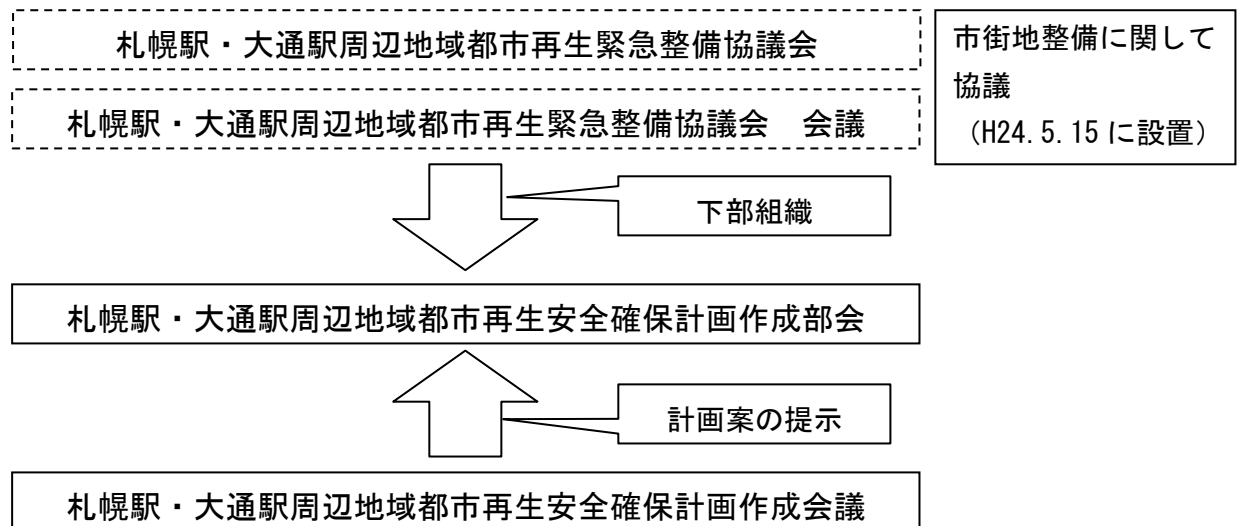 札幌駅・大通駅周辺地域都市再生緊急整備協議会
市街地整備に関して
協議
（H24.5.15に設置）
札幌駅・大通駅周辺地域都市再生緊急整備協議会　会議
下部組織
札幌駅・大通駅周辺地域都市再生安全確保計画作成部会
計画案の提示
札幌駅・大通駅周辺地域都市再生安全確保計画作成会議